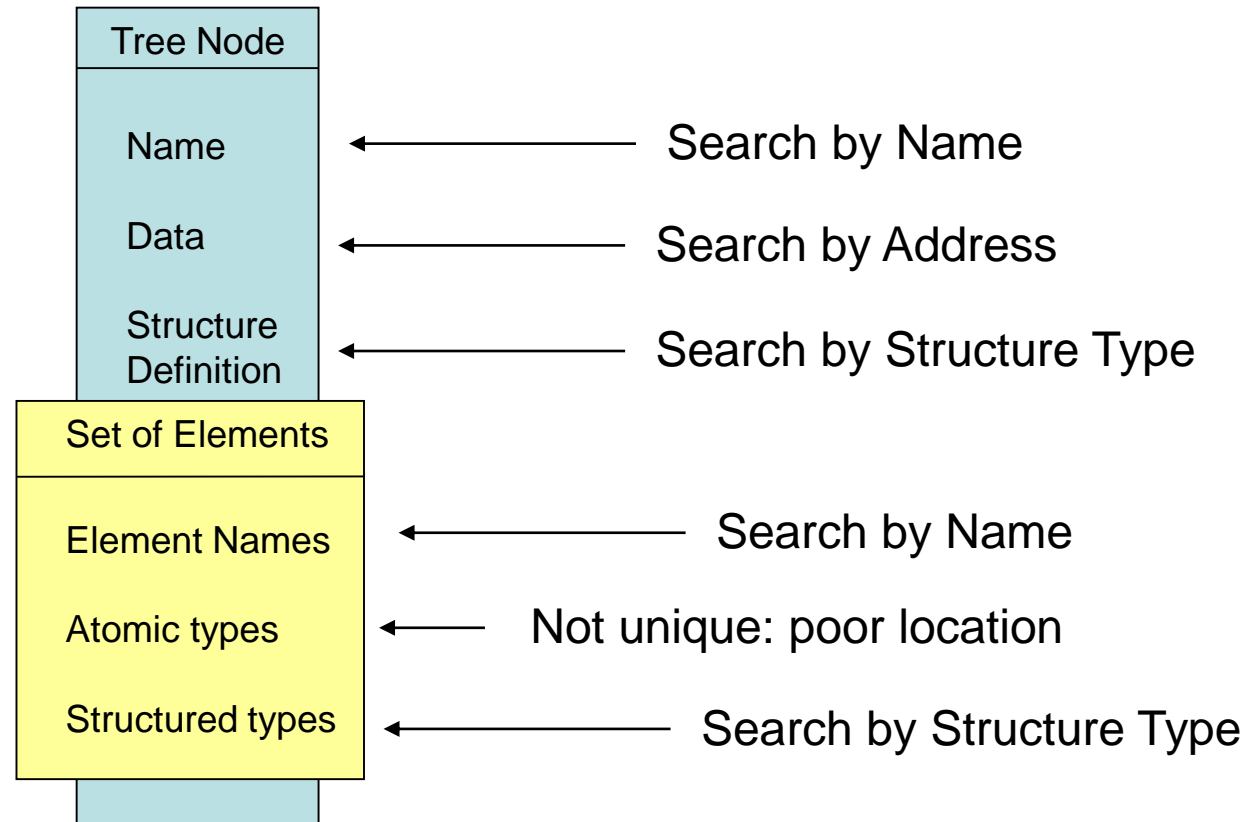 Tree Node
Name
Search by Name
Data
Search by Address
Structure
Definition
Search by Structure Type
Set of Elements
Element Names
Search by Name
Atomic types
Not unique: poor location
Structured types
Search by Structure Type